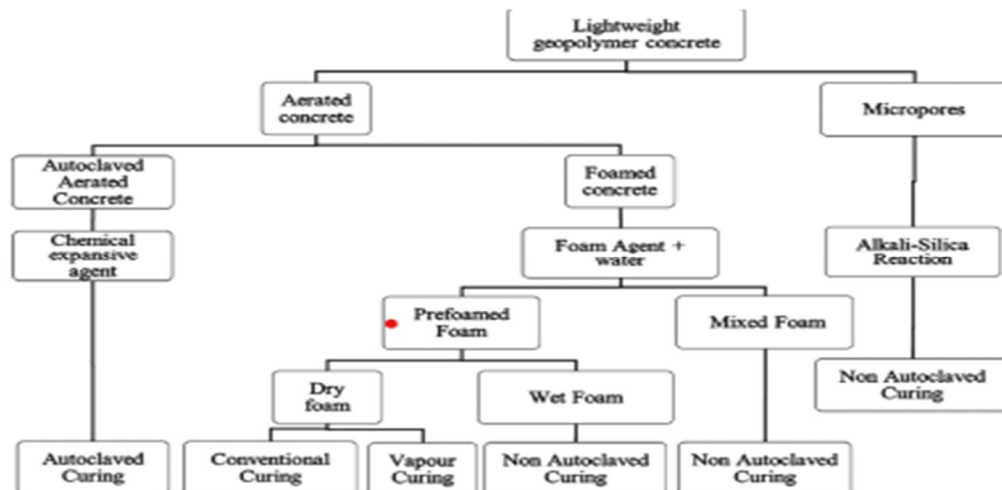 Lightweight
geopolymer concrete
Aerated
concrete
Micropores
Autoclaved
Aerated
Concrete
Foamed
concrete
Chemical
expansive
agent
Foam Agent +
water
Alkali-Silica
Reaction
Prefoamed
Foam
Mixed Foam
Dry
foam
Wet Foam
Non Autoclaved
Curing
Autoclaved
Curing
Conventional
Curing
Vapour
Curing
Non Autoclaved
Curing
Non Autoclaved
Curing